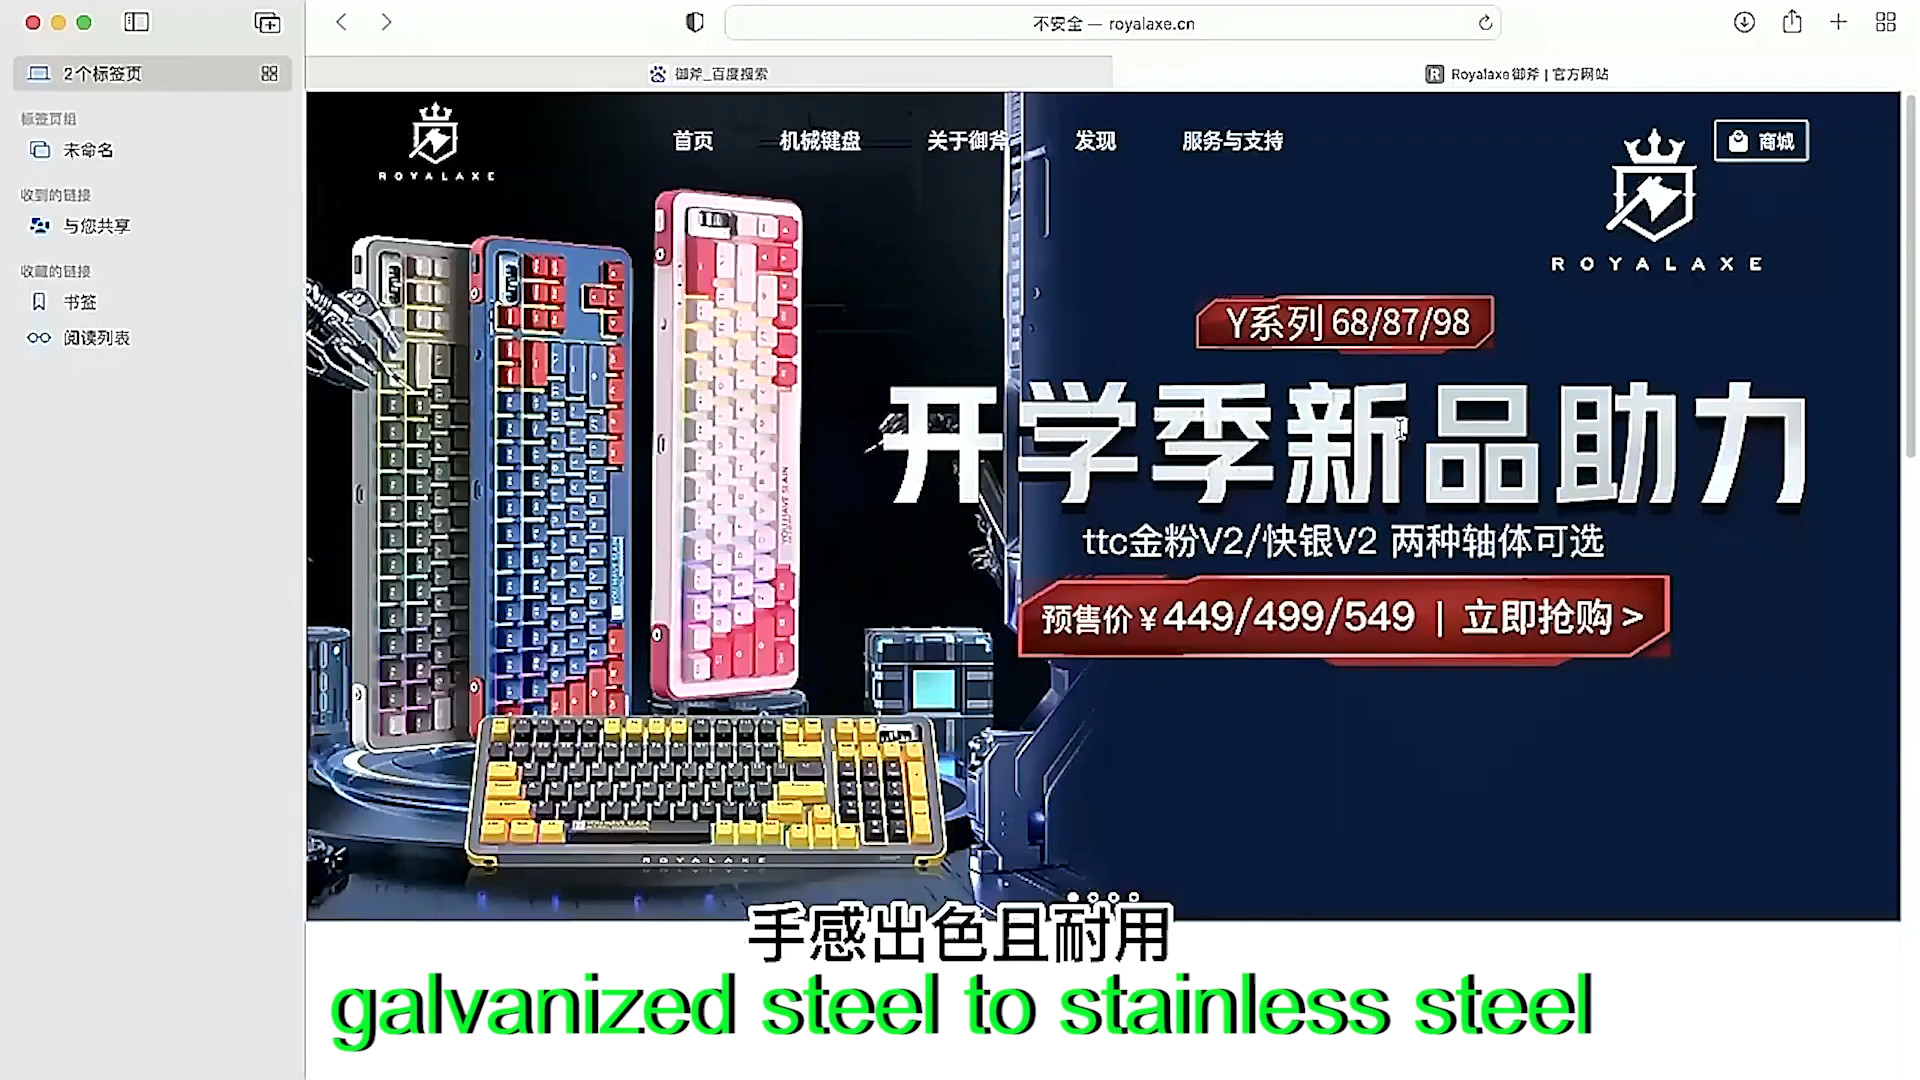 不安全 — royalaxe.cn
2个标签页
御斧_百度搜索
Royalaxe御斧 | 官方网站
标签页组
未命名
收到的链接
与您共享
收藏的链接
书签
阅读列表
ROYALAXE
首页
机械键盘
关于御斧
发现
服务与支持
商城
ROYALAXE
Y系列 68/87/98
开学季新品助力
ttc金粉V2/快银V2 两种轴体可选
预售价 ¥ 449/499/549 | 立即抢购 >
YOU HAVE SLAIN
ROYALAXE
手感出色且耐用
galvanized steel to stainless steel